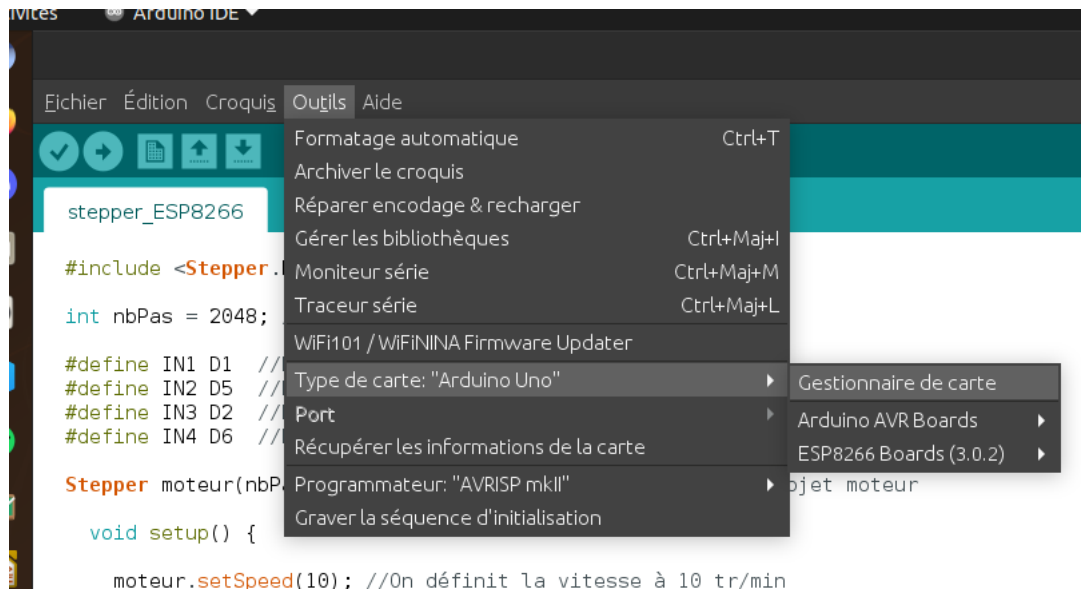 Arduino IDE
Fichier Édition Croquis Outils Aide
Formatage automatique Ctrl+T
Archiver le croquis
stepper_ESP8266
Réparer encodage & recharger
Gérer les bibliothèques Ctrl+Maj+I
#include <Stepper.
Moniteur série Ctrl+Maj+M
Traceur série Ctrl+Maj+L
int nbPas = 2048;
WiFi101 / WiFiNINA Firmware Updater
#define IN1 D1 //
Type de carte: "Arduino Uno"
Gestionnaire de carte
#define IN2 D5 //
#define IN3 D2 //
Port
Arduino AVR Boards
#define IN4 D6 //
Récupérer les informations de la carte
ESP8266 Boards (3.0.2)
Stepper moteur(nbP
Programmateur: "AVRISP mkII"
bjet moteur
Graver la séquence d'initialisation
void setup() {
moteur.setSpeed(10); //On définit la vitesse à 10 tr/min